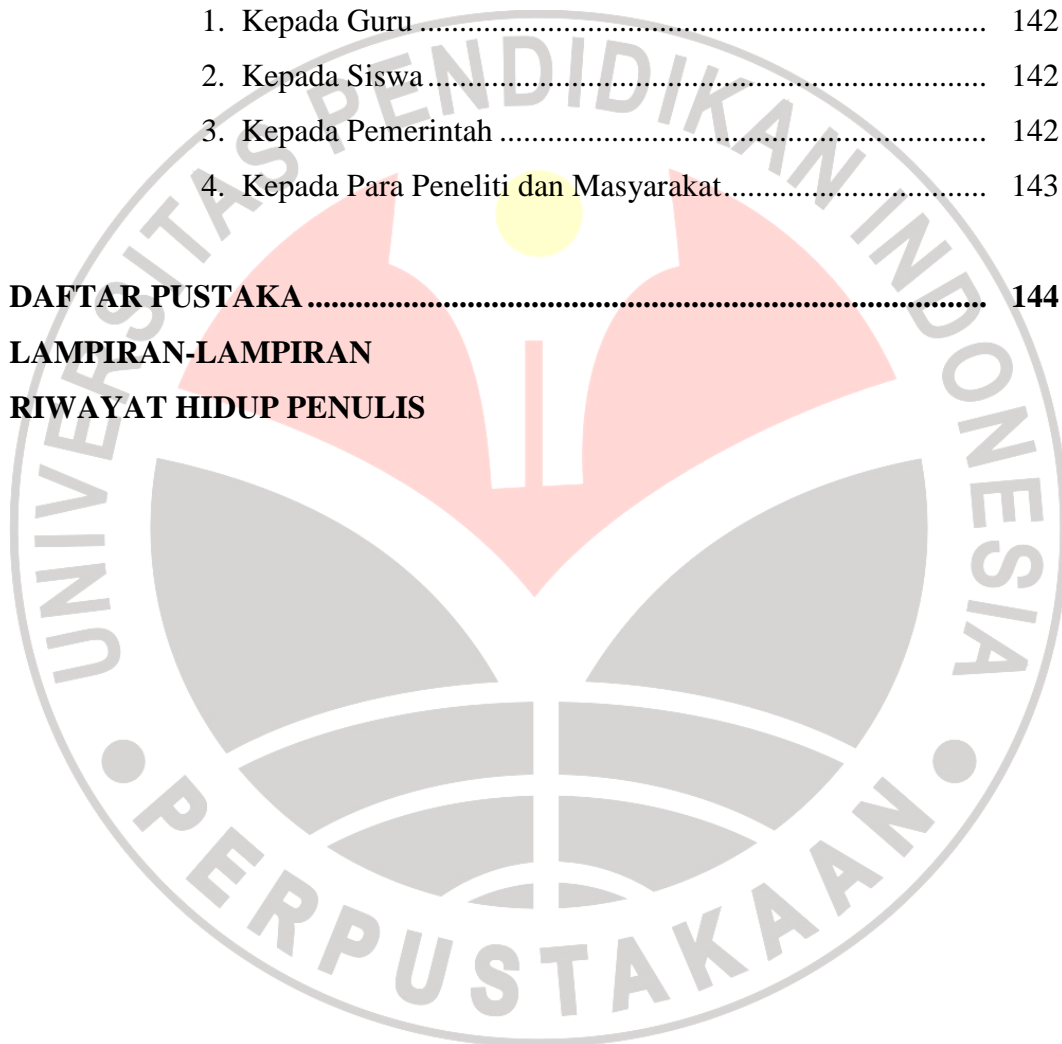 1. Kepada Guru ........................................................................................ 142
2. Kepada Siswa ...................................................................................... 142
3. Kepada Pemerintah ........................................................................... 142
4. Kepada Para Peneliti dan Masyarakat........................................ 143
DAFTAR PUSTAKA ........................................................................................................ 144
LAMPIRAN-LAMPIRAN
RIWAYAT HIDUP PENULIS
UNIVERSITAS PENDIDIKAN INDONESIA
PERPUSTAKAAN